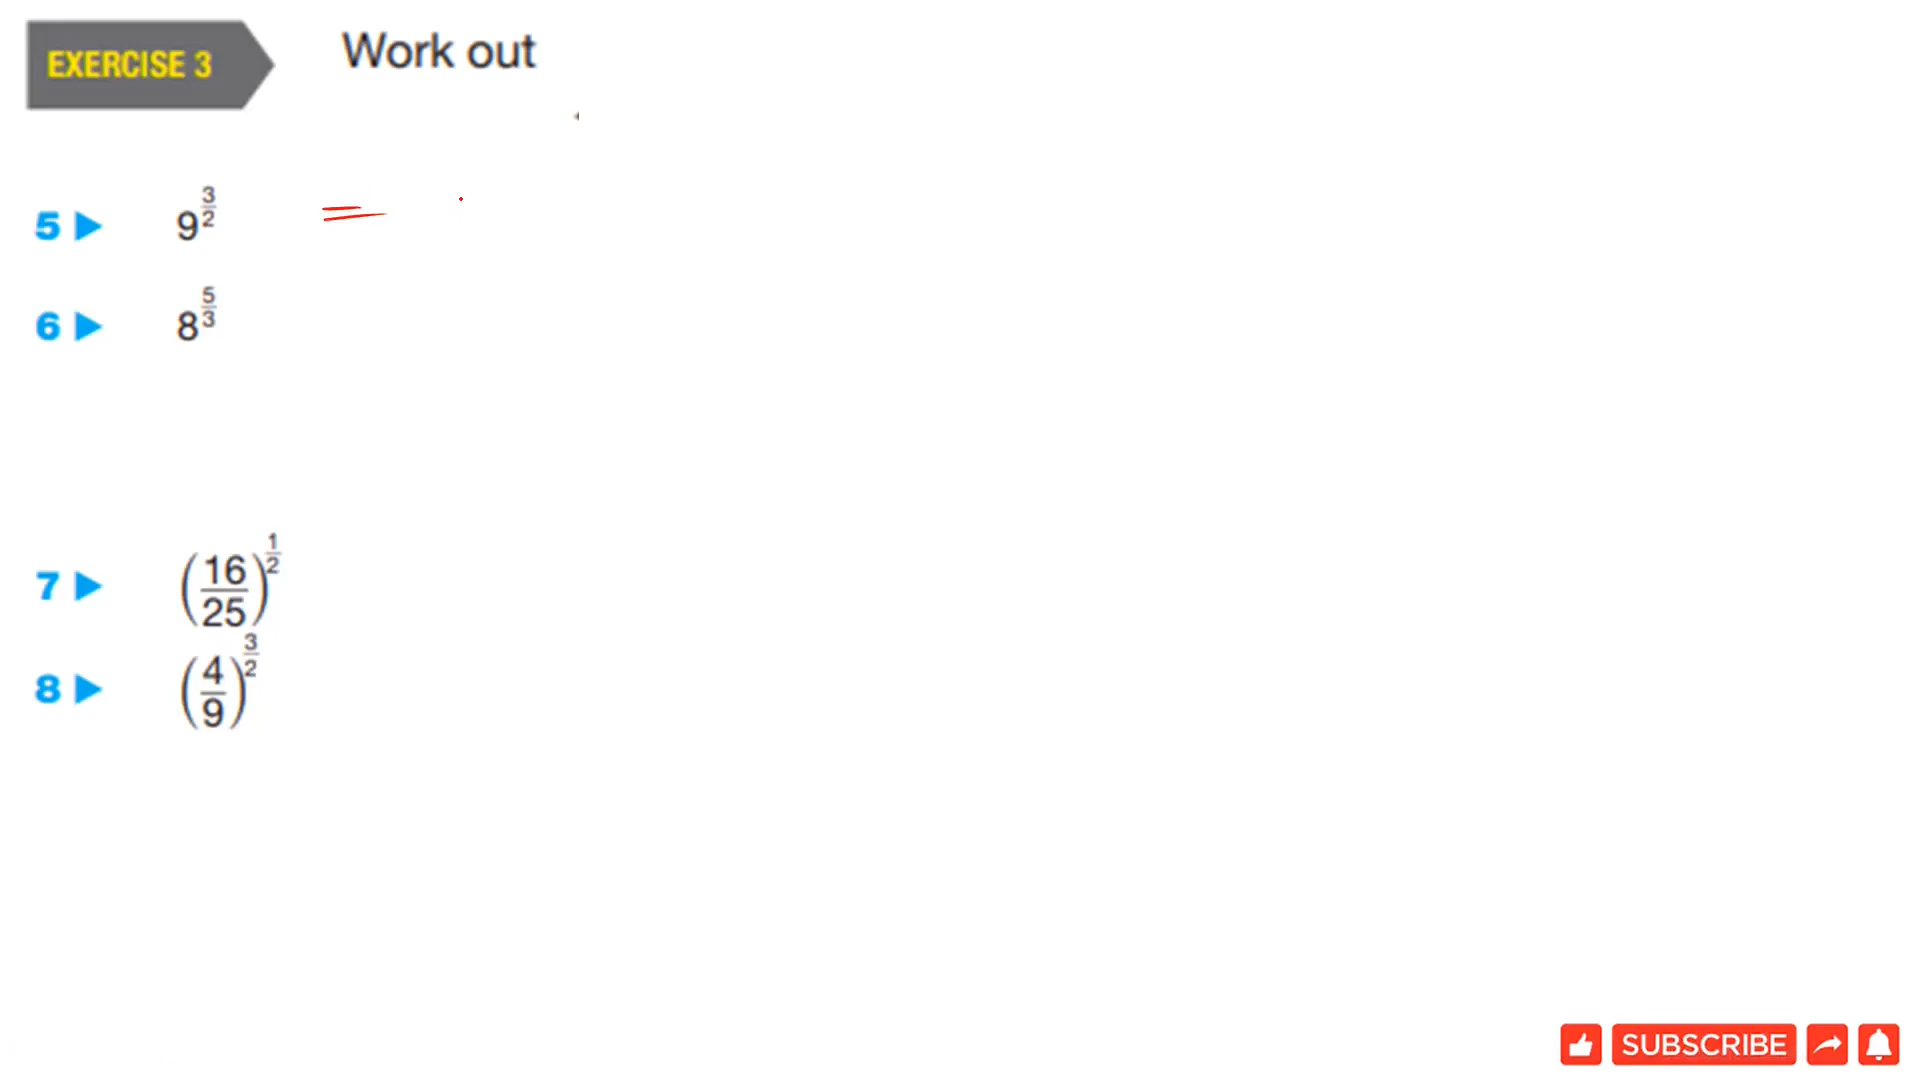 EXERCISE 3 Work out
5 ▶ 9^{3/2} =
6 ▶ 8^{5/3}
7 ▶ (16/25)^{1/2}
8 ▶ (4/9)^{3/2}
SUBSCRIBE